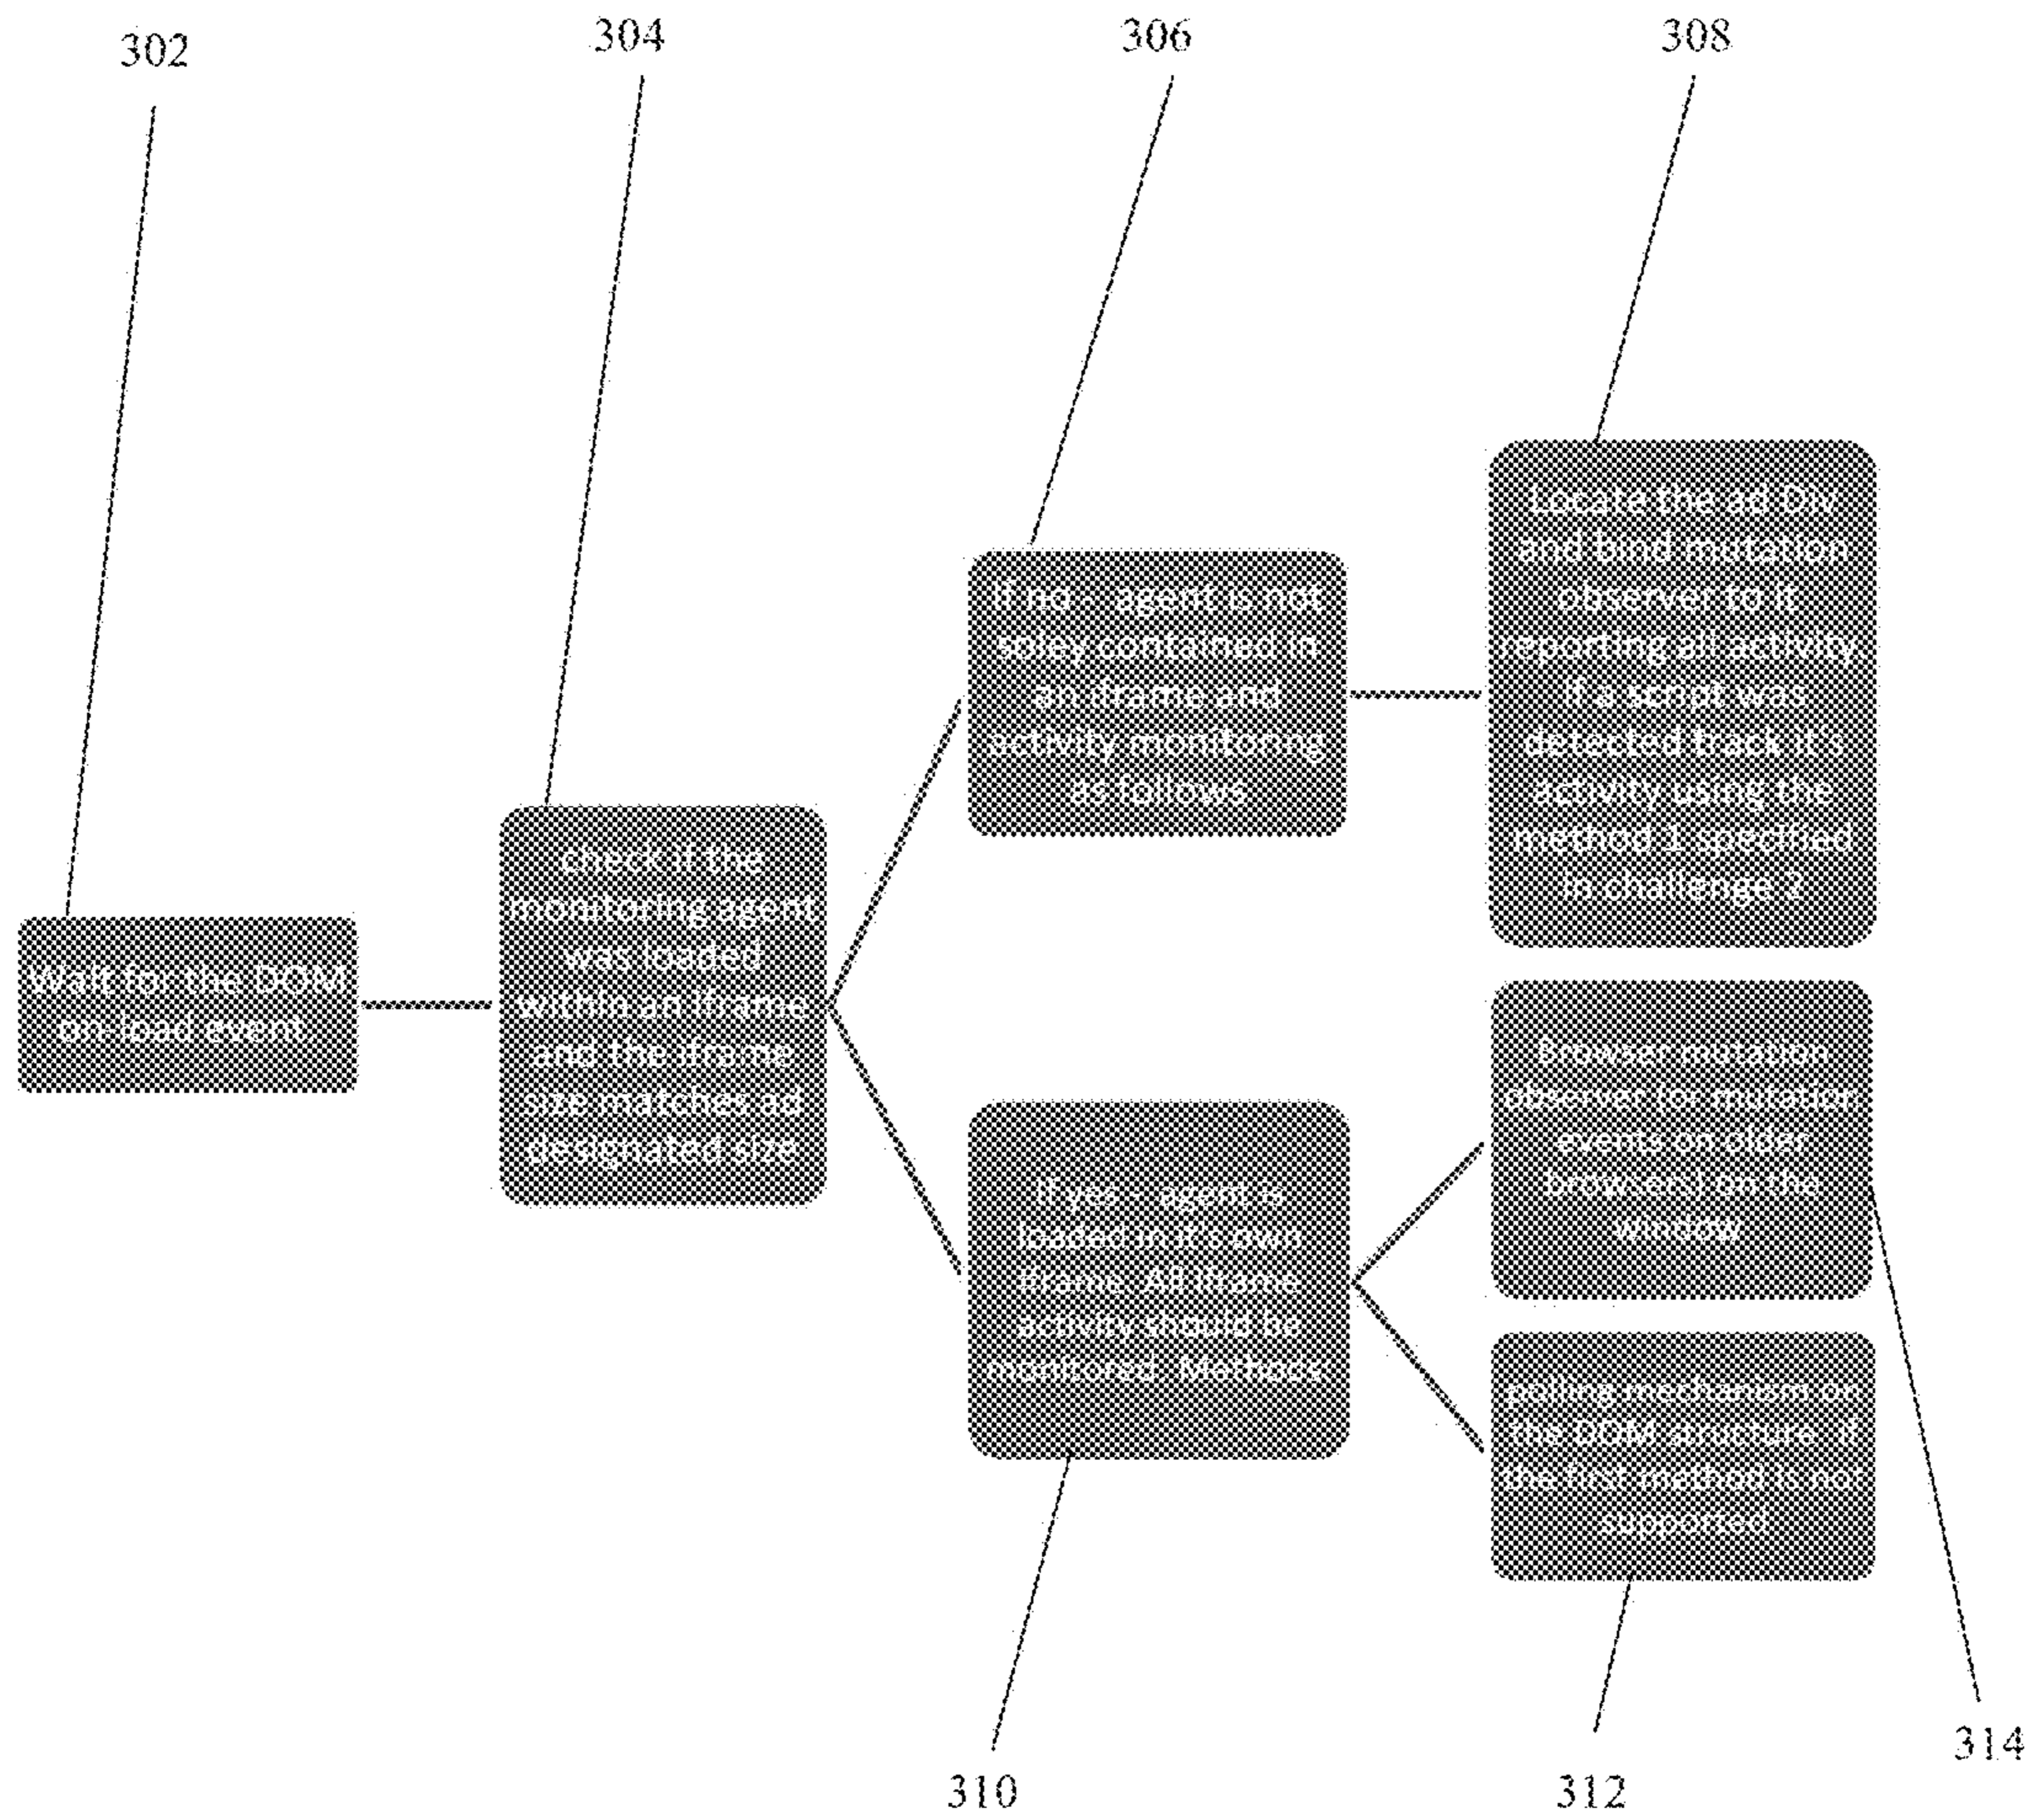 302
304
306
308
Wait for the DOM
on-load event
check if the
monitoring agent
was loaded
within an iframe
and the iframe
size matches ad
designated size
If no - agent is not
soley contained in
an iframe and
activity monitoring
as follows
Locate the ad Div
and bind mutation
observer to it
reporting all activity
If a script was
detected track it's
activity using the
method 1 specified
in challenge 2
If yes - agent is
loaded in it's own
iframe. All iframe
activity should be
monitored. Methods
Browser mutation
observer for mutation
events on older
browsers) on the
window
polling mechanism on
the DOM structure if
the first method is not
supported
310
312
314